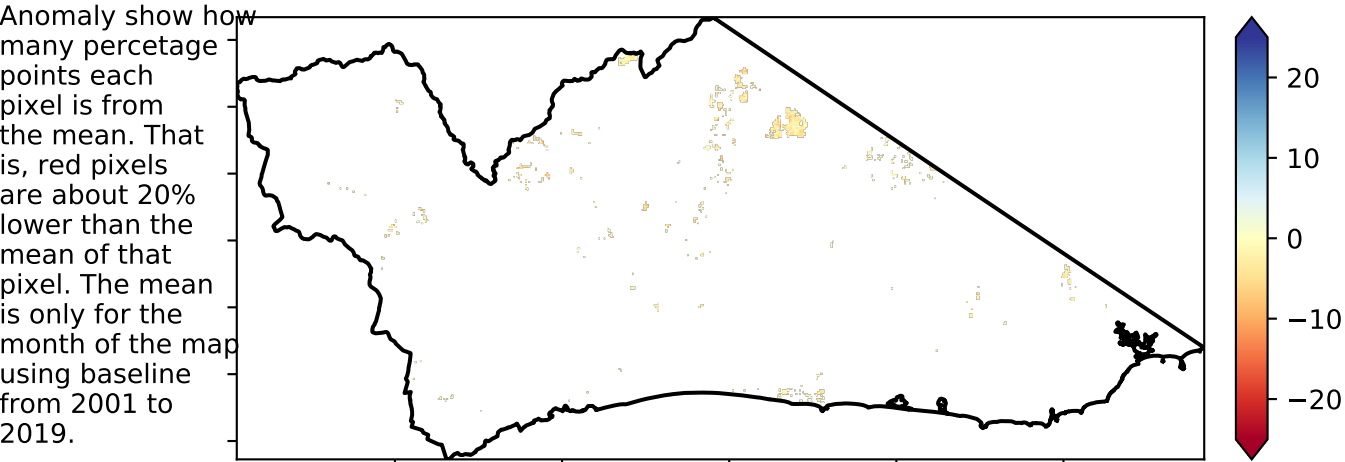 Anomaly show how
many percetage
points each
pixel is from
the mean. That
is, red pixels
are about 20%
lower than the
mean of that
pixel. The mean
is only for the
month of the map
using baseline
from 2001 to
2019.
20
10
0
−10
−20